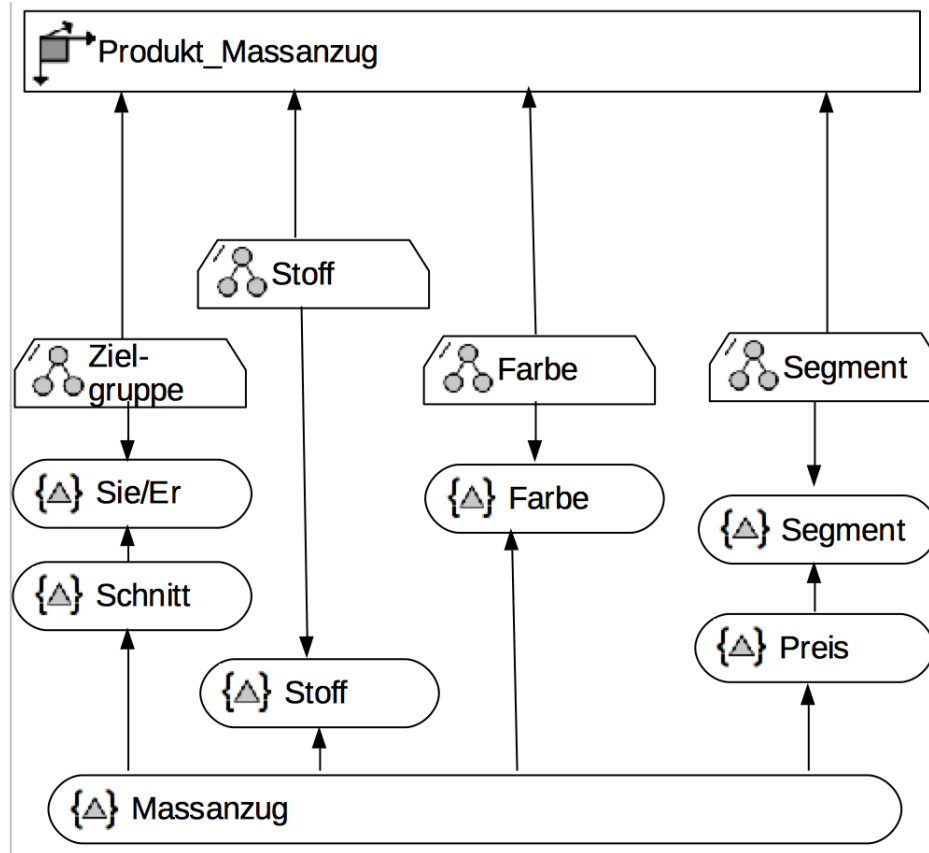 Produkt_Massanzug
Stoff
Ziel-
gruppe
Farbe
Segment
{△} Sie/Er
{△} Farbe
{△} Segment
{△} Schnitt
{△} Preis
{△} Stoff
{△} Massanzug